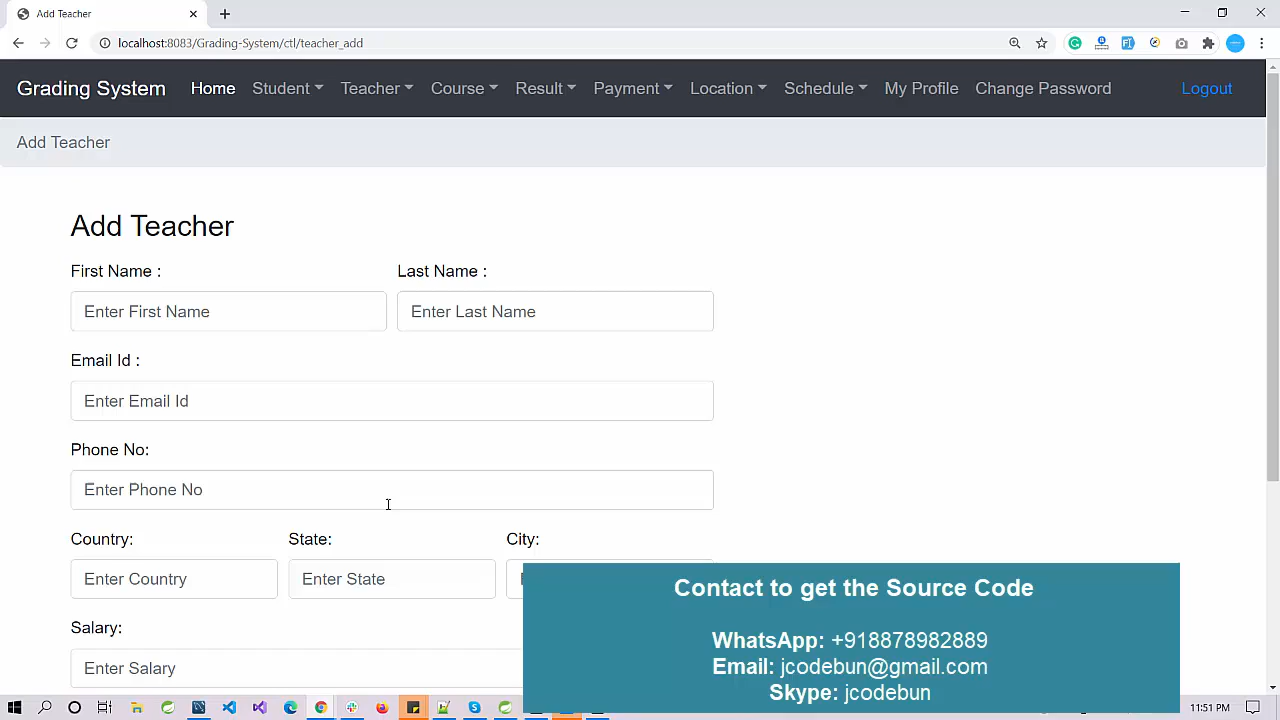 Add Teacher
localhost:8083/Grading-System/ctl/teacher_add
Grading System Home Student Teacher Course Result Payment Location Schedule My Profile Change Password Logout
Add Teacher
Add Teacher
First Name : Last Name :
Enter First Name Enter Last Name
Email Id :
Enter Email Id
Phone No:
Enter Phone No
Country: State: City:
Enter Country Enter State
Salary:
Enter Salary
Contact to get the Source Code
WhatsApp: +918878982889
Email: jcodebun@gmail.com
Skype: jcodebun
11:51 PM